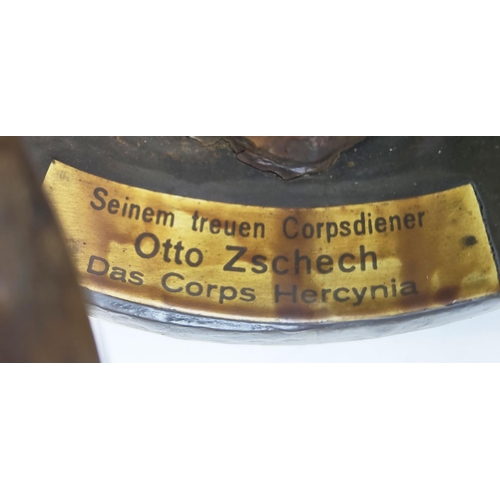 Seinem treuen Corpsdiener
Otto Zschech
Das Corps Hercynia